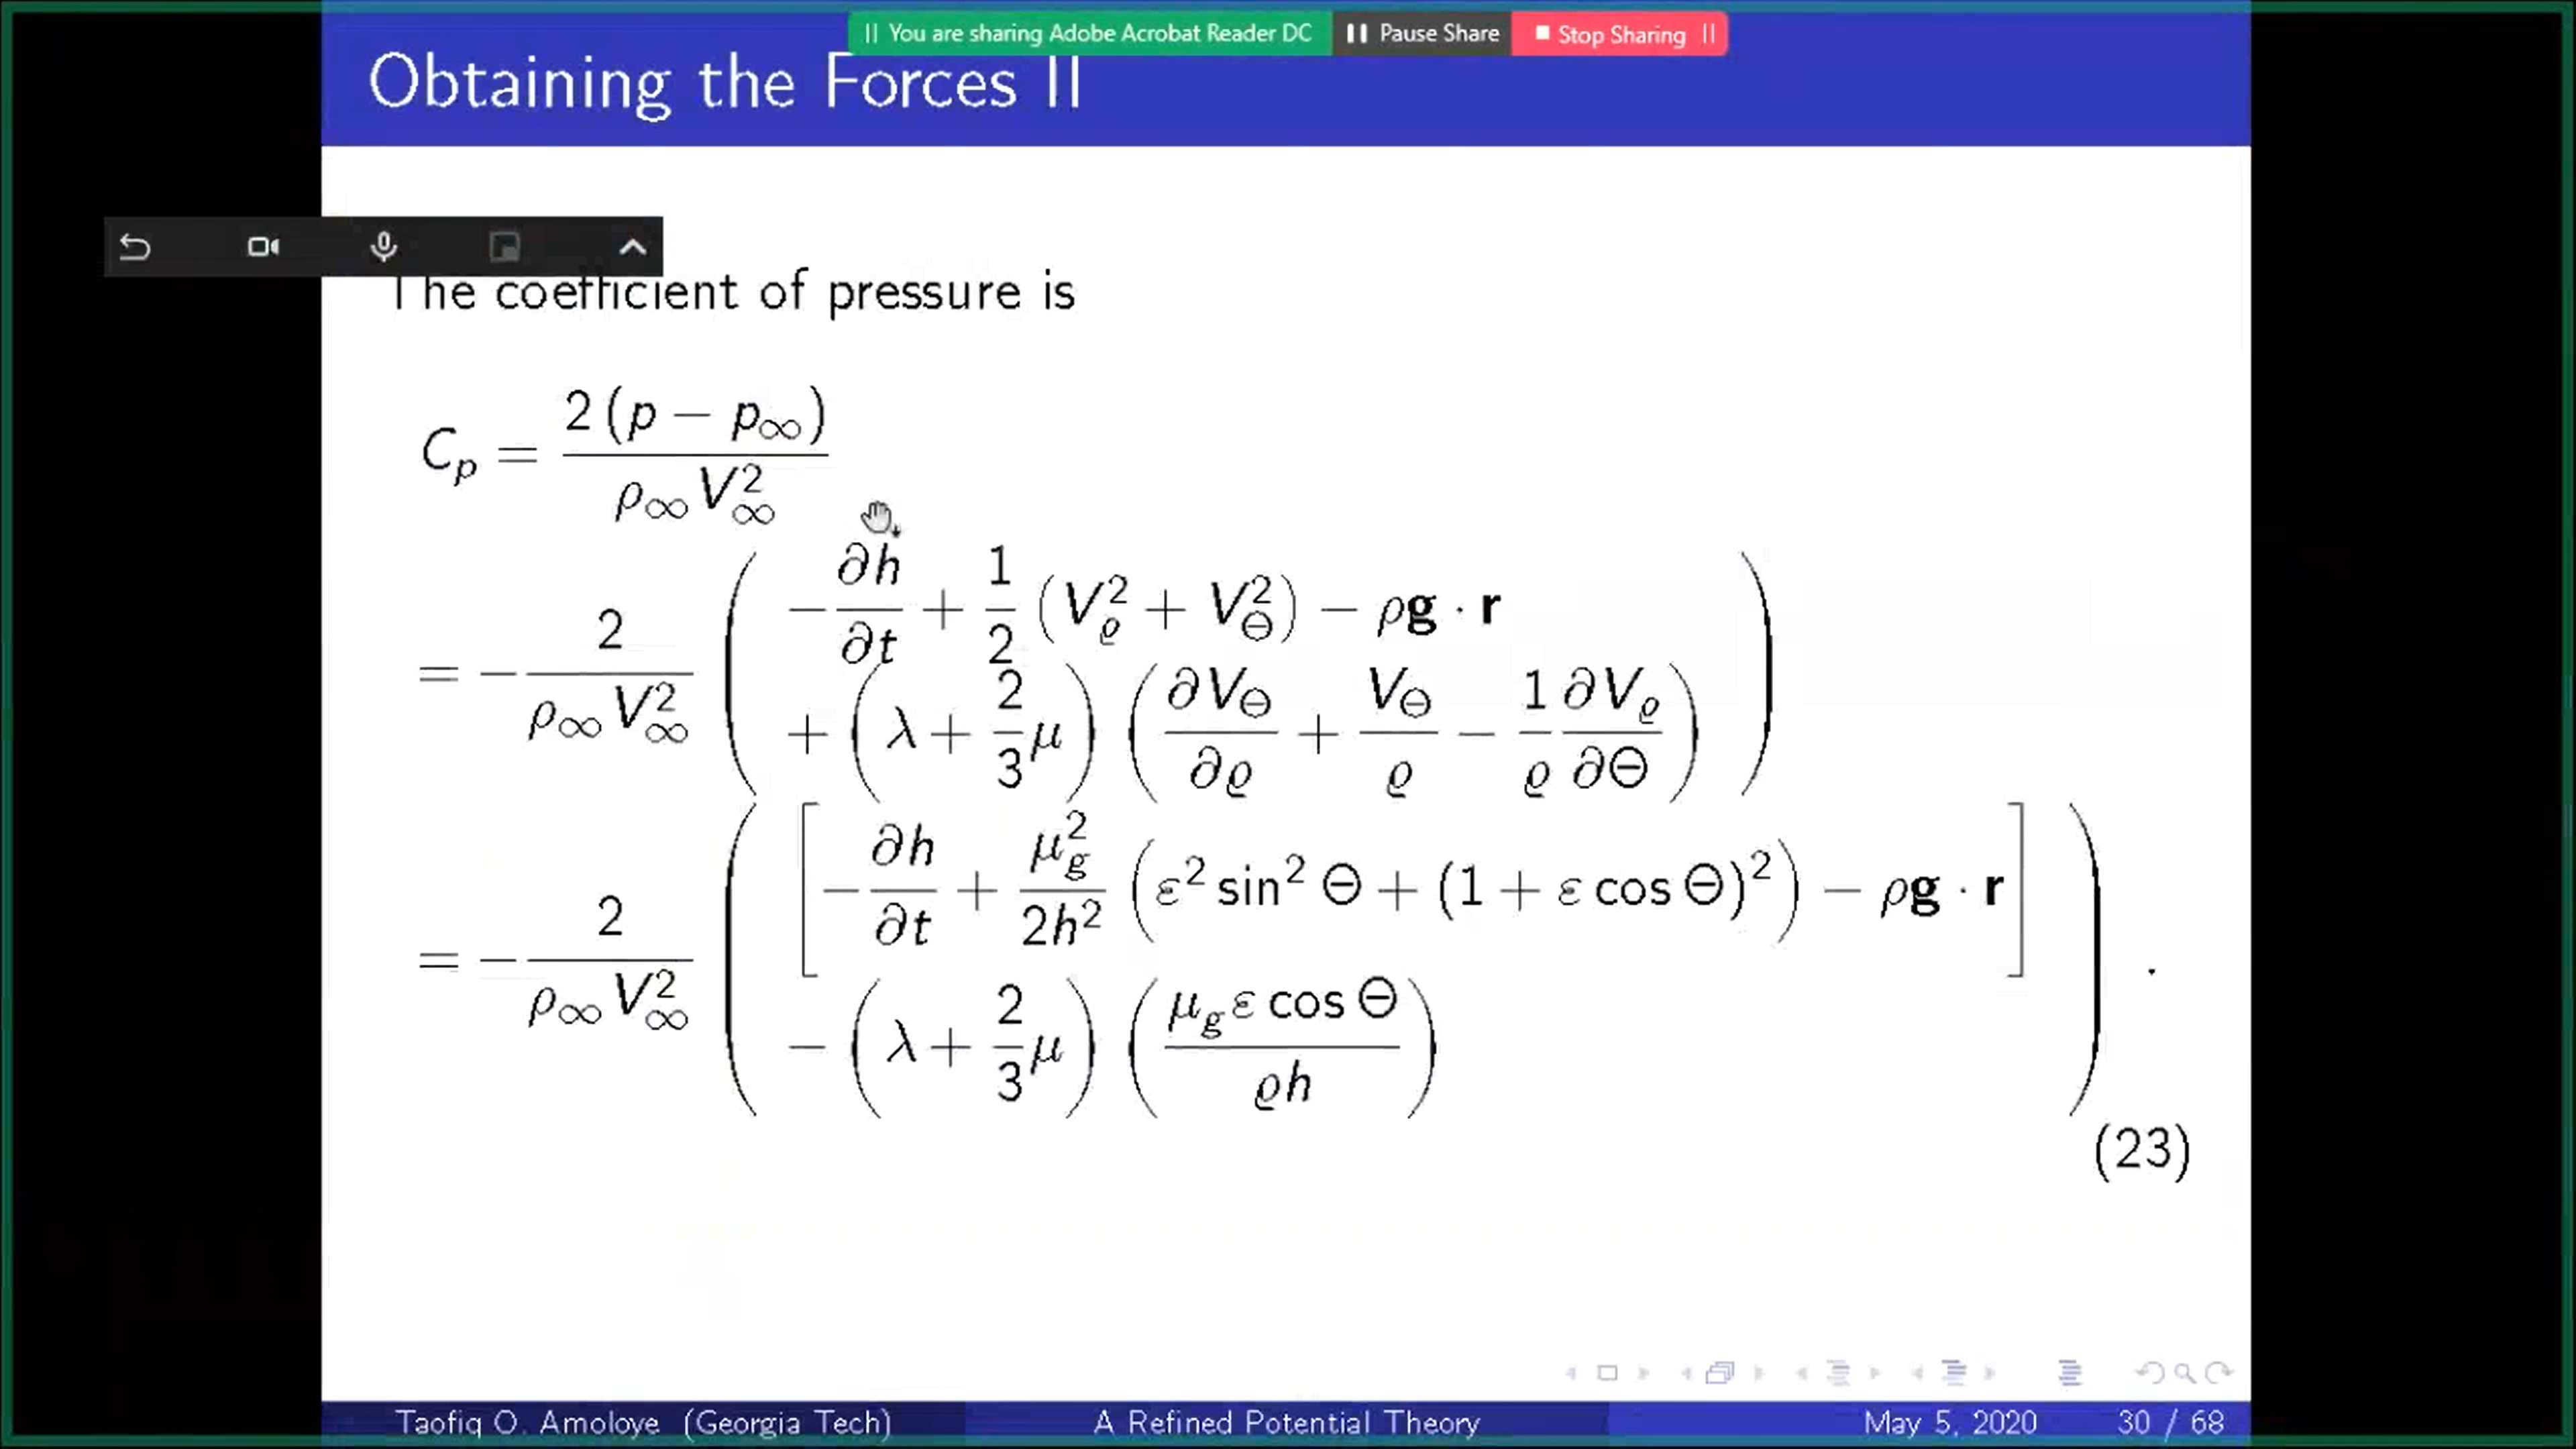 You are sharing Adobe Acrobat Reader DC Pause Share Stop Sharing
Obtaining the Forces II
The coefficient of pressure is
C_p = 2 (p − p_∞) / ρ_∞ V_∞^2
= − 2 / ρ_∞ V_∞^2 ( − ∂h/∂t + 1/2 (V_ϱ^2 + V_Θ^2) − ρ𝐠 · 𝐫
+ (λ + 2/3 μ) (∂V_Θ/∂ϱ + V_Θ/ϱ − 1/ϱ ∂V_ϱ/∂Θ) )
= − 2 / ρ_∞ V_∞^2 ( [ − ∂h/∂t + μ_g^2/2h^2 (ε^2 sin^2 Θ + (1 + ε cos Θ)^2) − ρ𝐠 · 𝐫 ]
− (λ + 2/3 μ) (μ_g ε cos Θ / ϱh) ) .
(23)
Taofiq O. Amoloye (Georgia Tech) A Refined Potential Theory May 5, 2020 30 / 68